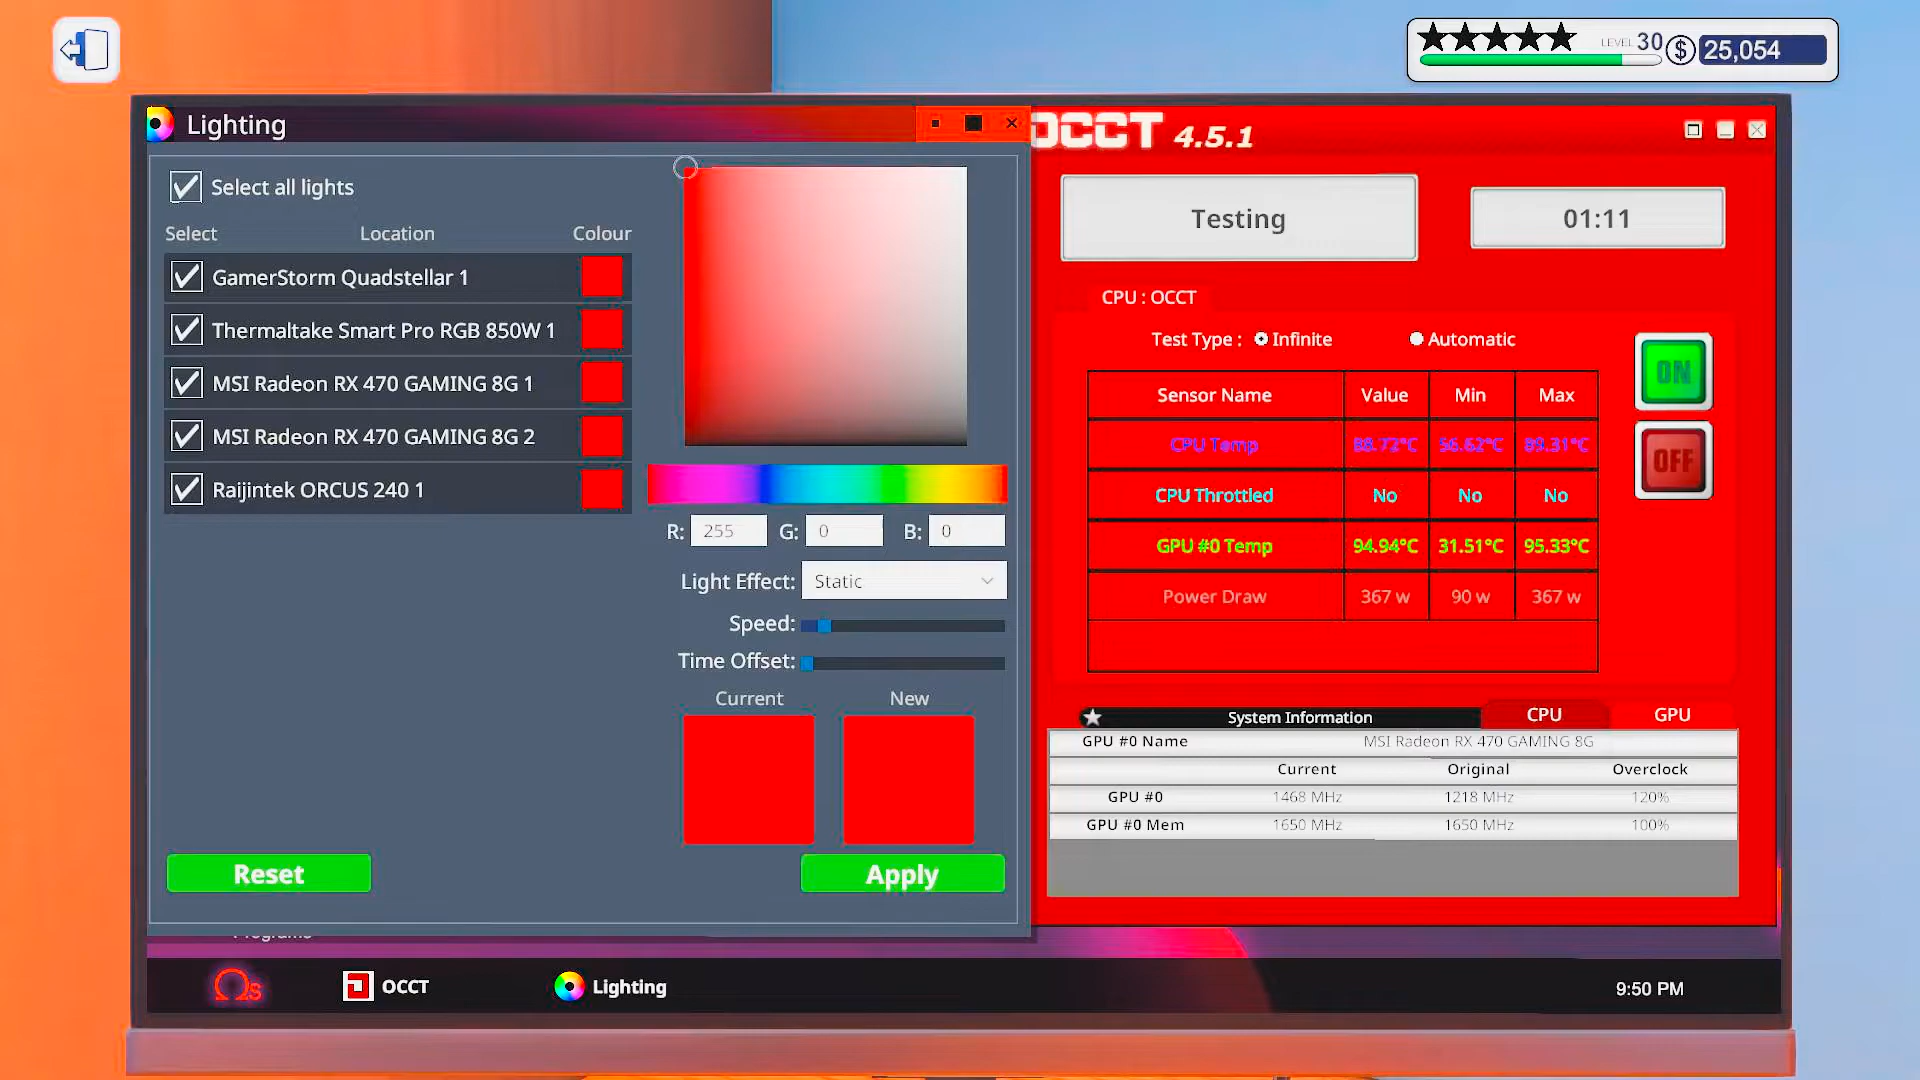 LEVEL 30
25,054
Lighting
Select all lights
Select Location Colour
GamerStorm Quadstellar 1
Thermaltake Smart Pro RGB 850W 1
MSI Radeon RX 470 GAMING 8G 1
MSI Radeon RX 470 GAMING 8G 2
Raijintek ORCUS 240 1
R: 255 G: 0 B: 0
Light Effect: Static
Speed:
Time Offset:
Current New
Reset
Apply
OCCT 4.5.1
Testing
01:11
CPU : OCCT
Test Type : Infinite Automatic
Sensor Name Value Min Max
CPU Temp 88.72°C 56.62°C 89.31°C
CPU Throttled No No No
GPU #0 Temp 94.94°C 31.51°C 95.33°C
Power Draw 367 w 90 w 367 w
ON
OFF
System Information CPU GPU
GPU #0 Name MSI Radeon RX 470 GAMING 8G
Current Original Overclock
GPU #0 1468 MHz 1218 MHz 120%
GPU #0 Mem 1650 MHz 1650 MHz 100%
Programs
Ωs
OCCT
Lighting
9:50 PM